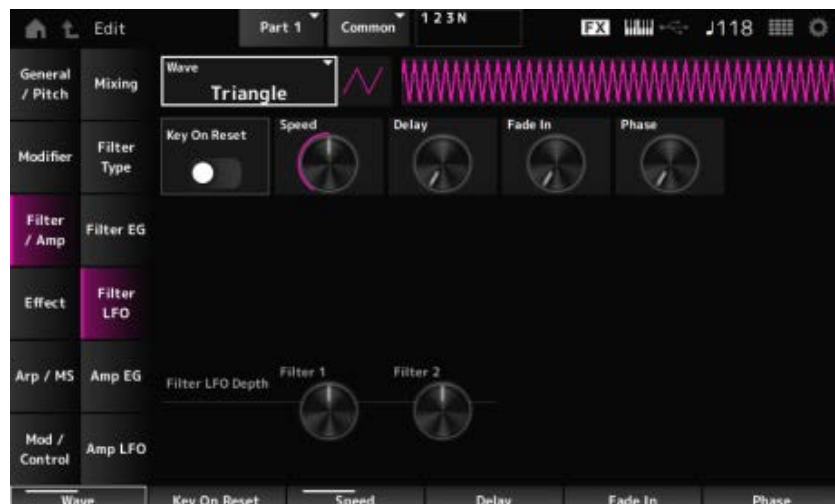 Edit
Part 1
Common
1 2 3 N
FX
♩118
General / Pitch
Modifier
Filter / Amp
Effect
Arp / MS
Mod / Control
Mixing
Filter Type
Filter EG
Filter LFO
Amp EG
Amp LFO
Wave
Triangle
Key On Reset
Speed
Delay
Fade In
Phase
Filter LFO Depth
Filter 1
Filter 2
Wave
Key On Reset
Speed
Delay
Fade In
Phase